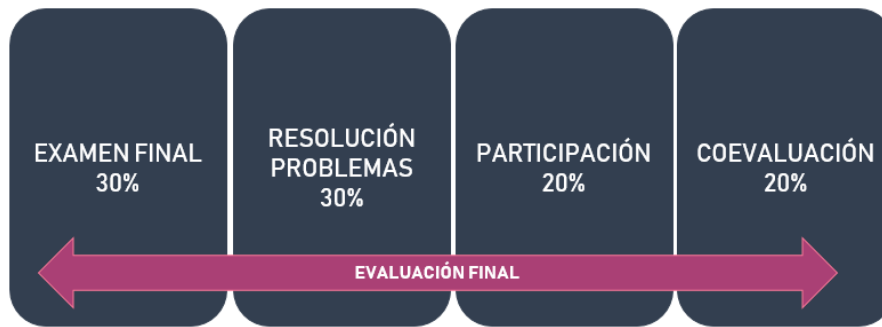 EXAMEN FINAL
30%
RESOLUCIÓN
PROBLEMAS
30%
PARTICIPACIÓN
20%
COEVALUACIÓN
20%
EVALUACIÓN FINAL